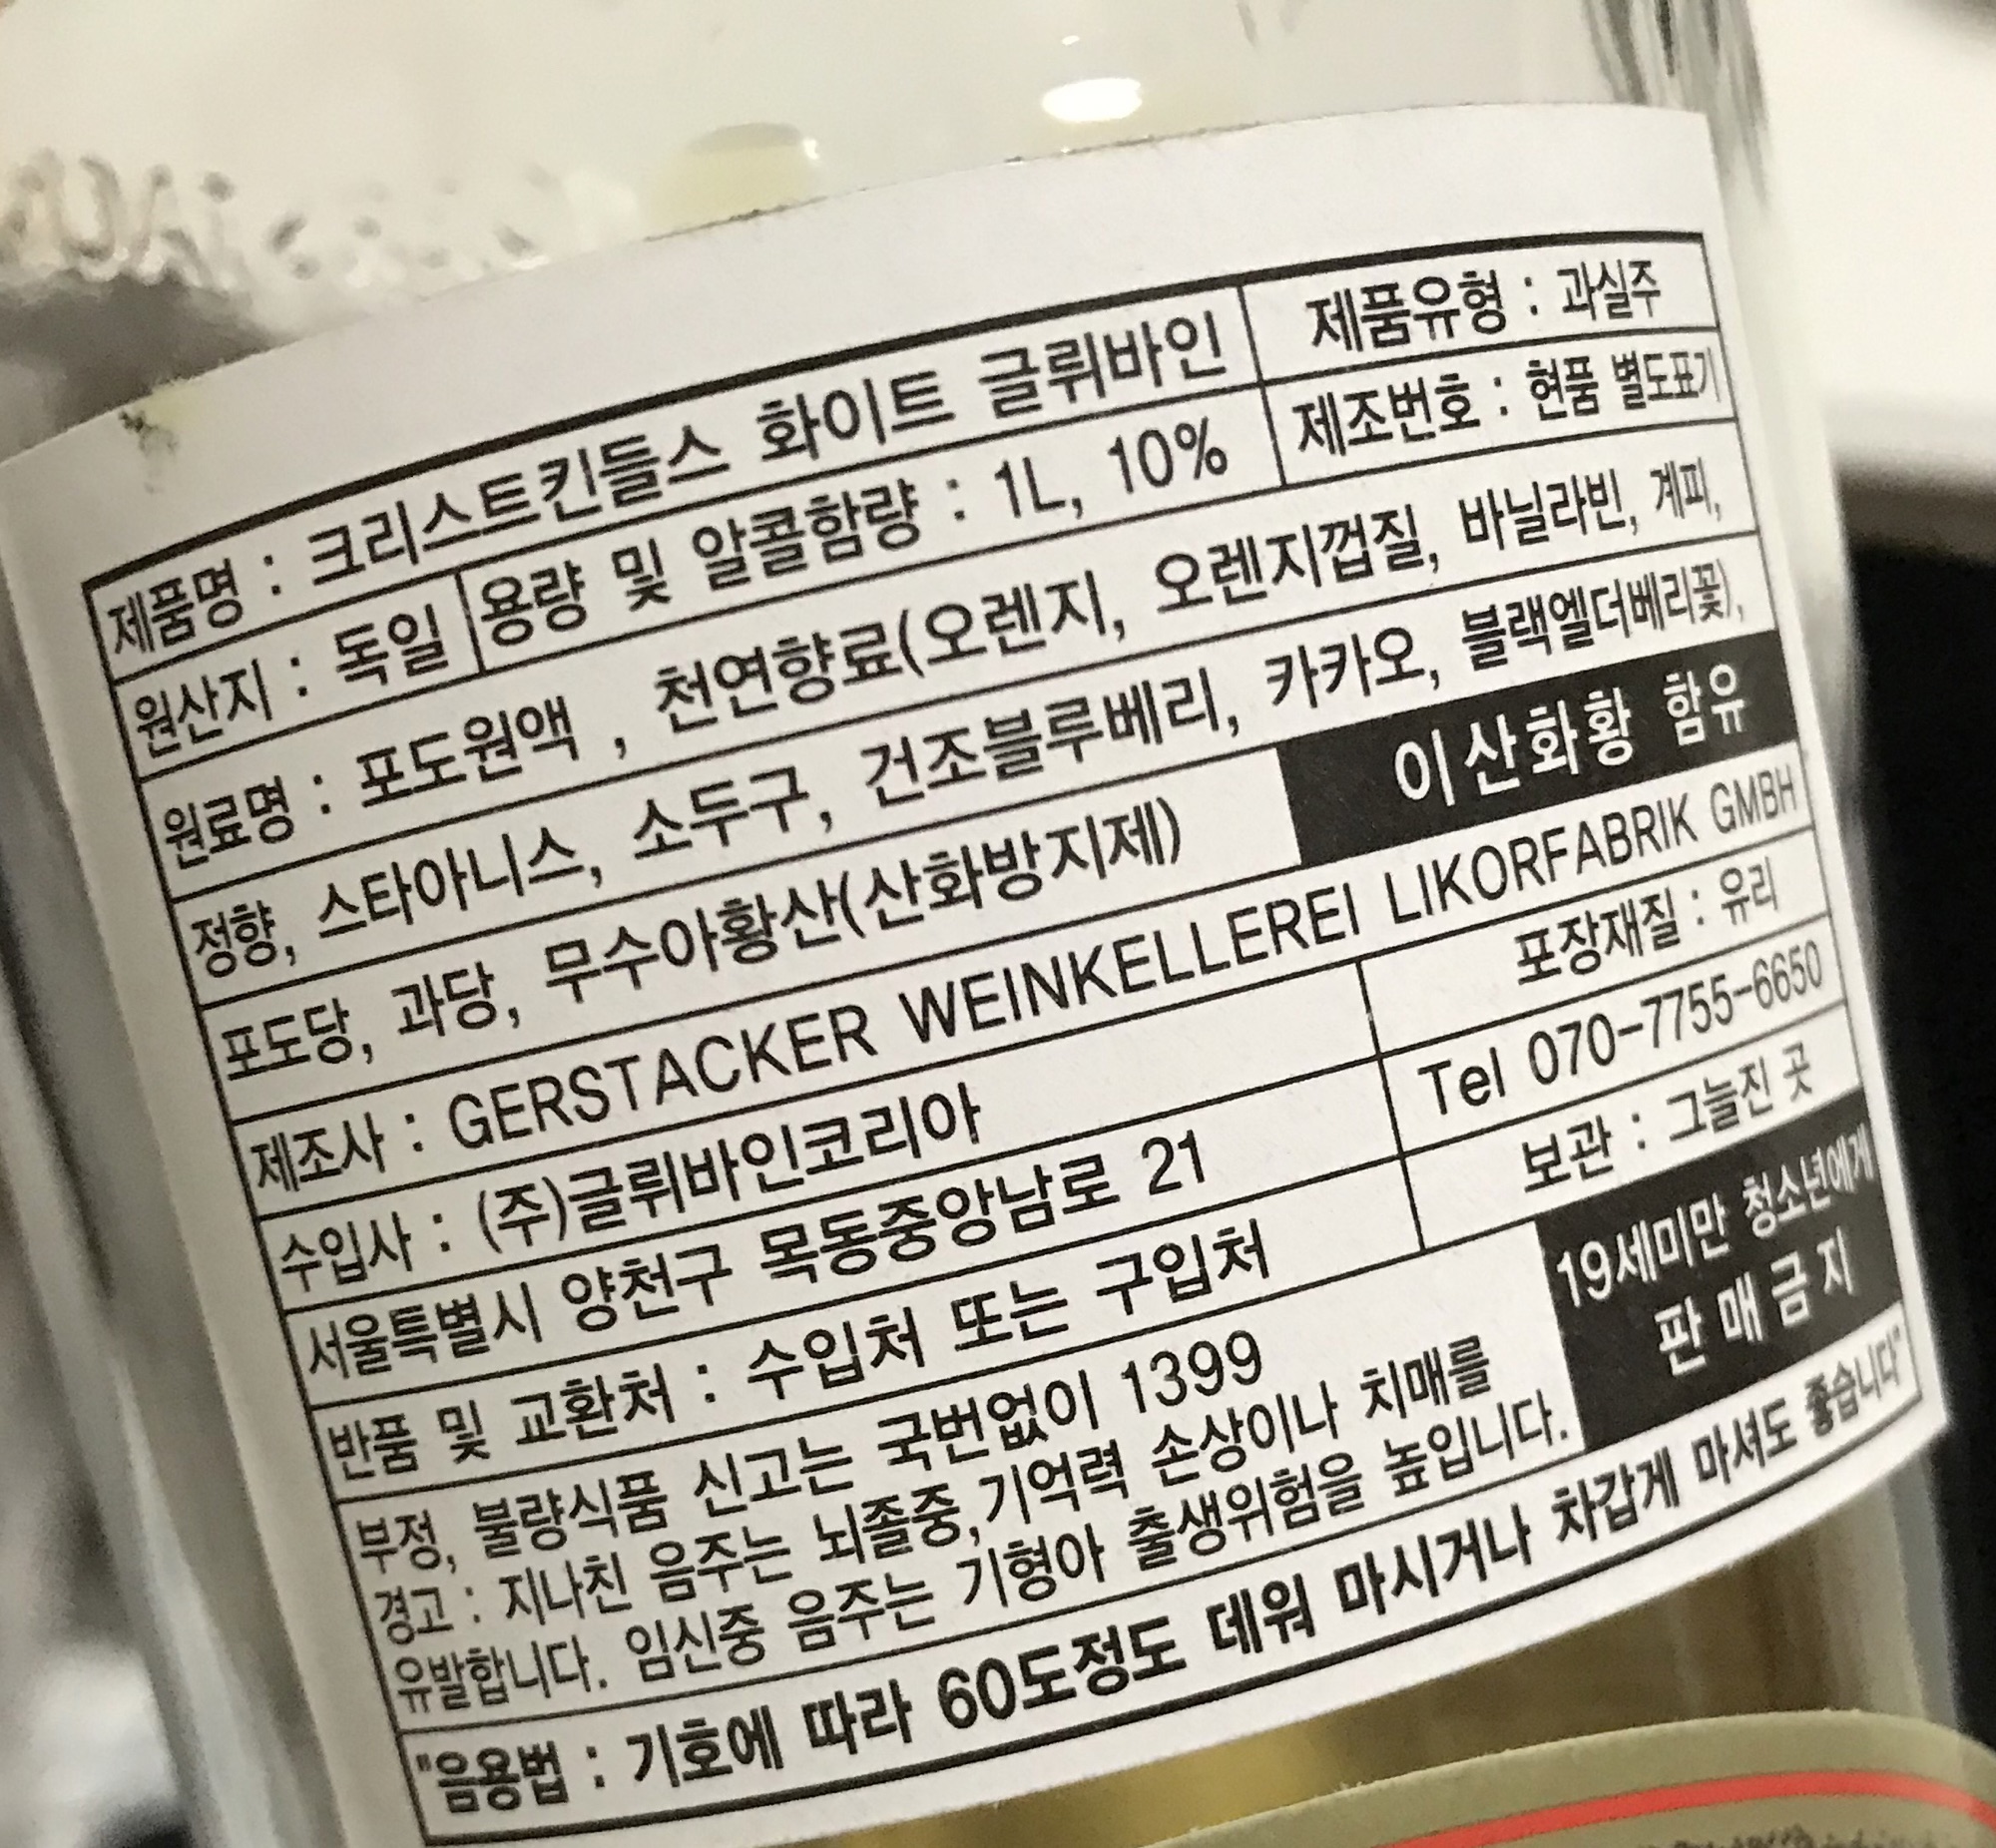 제품명 : 크리스트킨들스 화이트 글뤼바인 제품유형 : 과실주
원산지 : 독일 용량 및 알콜함량 : 1L, 10% 제조번호 : 현품 별도표기
원료명 : 포도원액 , 천연향료(오렌지, 오렌지껍질, 바닐라빈, 계피,
정향, 스타아니스, 소두구, 건조블루베리, 카카오, 블랙엘더베리꽃),
포도당, 과당, 무수아황산(산화방지제) 이산화황 함유
제조사 : GERSTACKER WEINKELLEREI LIKORFABRIK GMBH
수입사 : (주)글뤼바인코리아 포장재질 : 유리
서울특별시 양천구 목동중앙남로 21 Tel 070-7755-6650
반품 및 교환처 : 수입처 또는 구입처 보관 : 그늘진 곳
부정, 불량식품 신고는 국번없이 1399
경고 : 지나친 음주는 뇌졸중,기억력 손상이나 치매를
유발합니다. 임신중 음주는 기형아 출생위험을 높입니다.
19세미만 청소년에게
판매금지
"음용법 : 기호에 따라 60도정도 데워 마시거나 차갑게 마셔도 좋습니다"